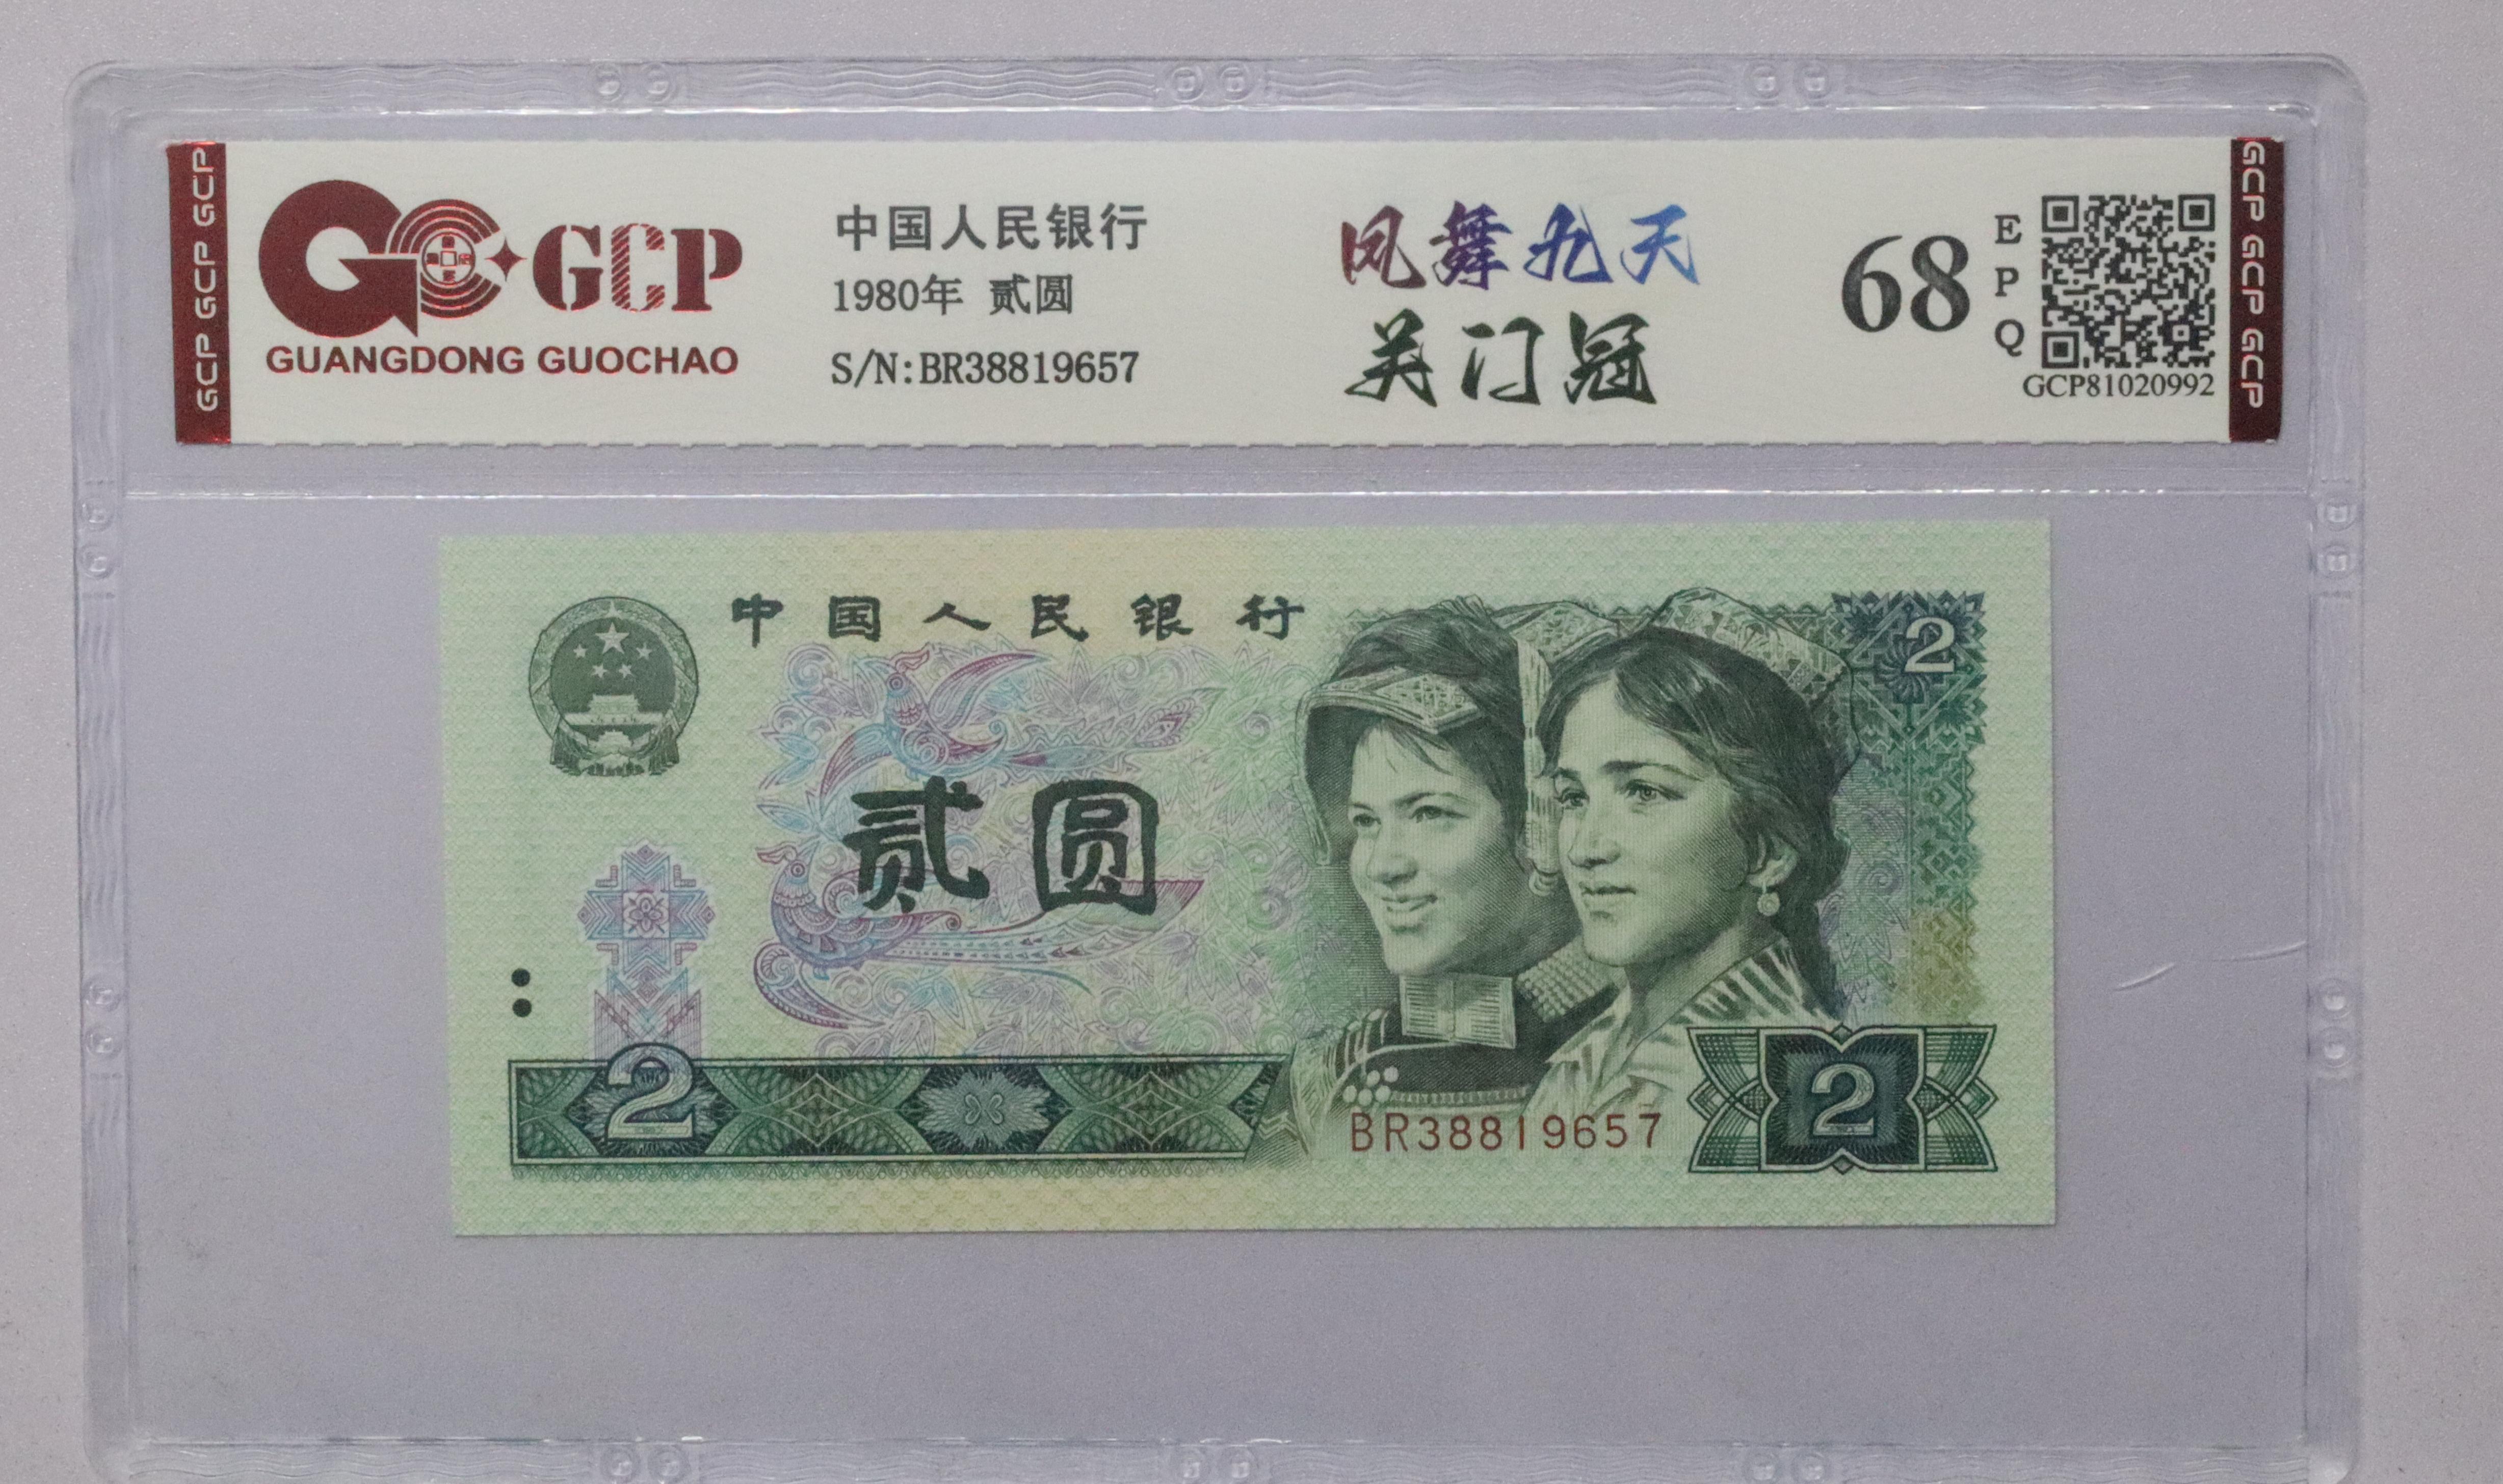 GCP GCP GCP
GCP
GUANGDONG GUOCHAO
中国人民银行
1980年 贰圆
S/N:BR38819657
凤舞九天
关门冠
68
EPQ
GCP81020992
GCP GCP GCP
中国人民银行
2
贰圆
2
BR38819657
2